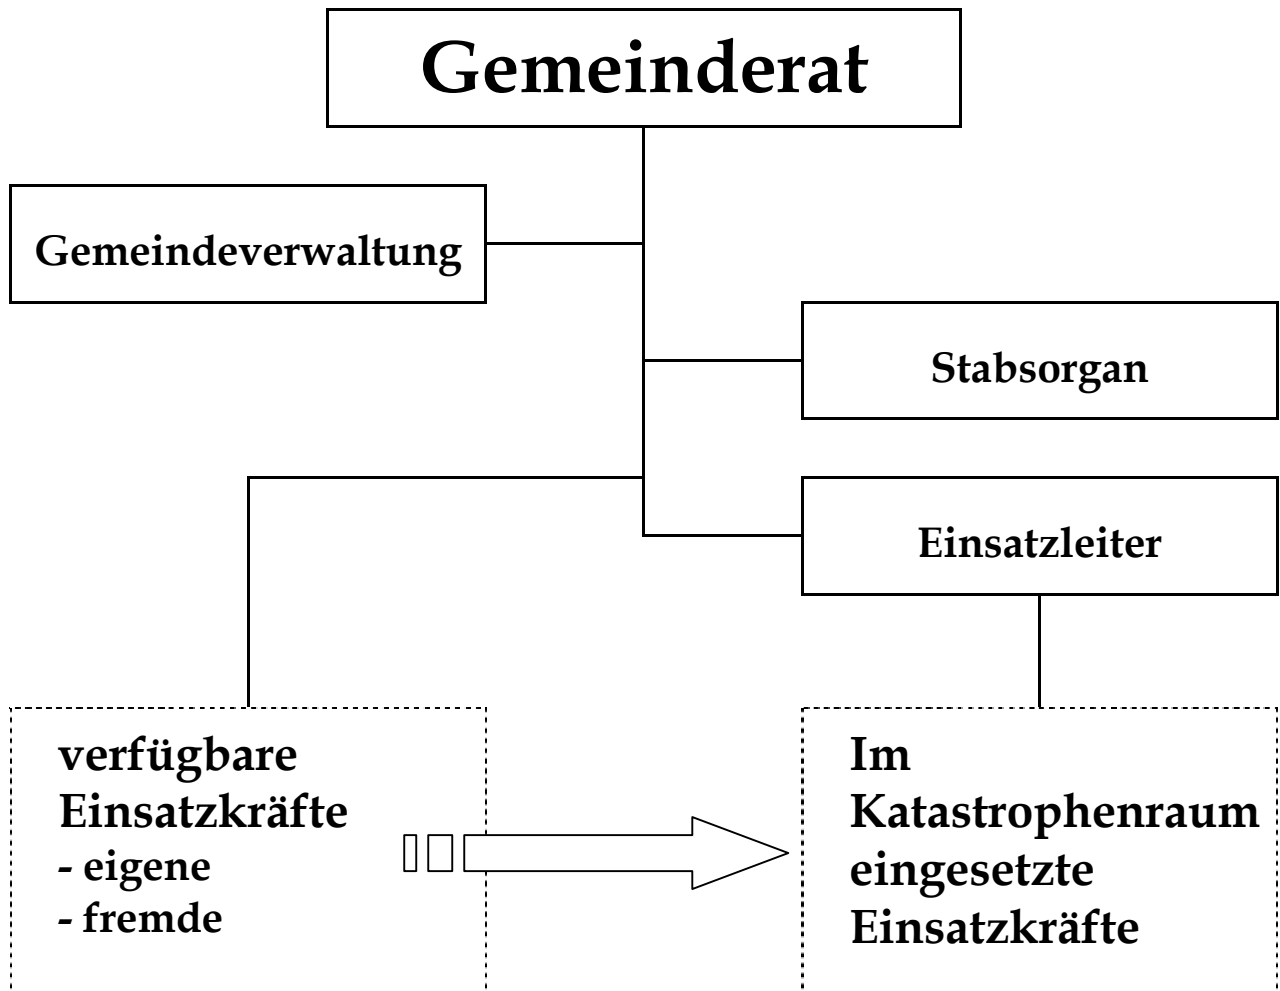 Gemeinderat
Gemeindeverwaltung
Stabsorgan
Einsatzleiter
verfügbare
Einsatzkräfte
- eigene
- fremde
Im
Katastrophenraum
eingesetzte
Einsatzkräfte